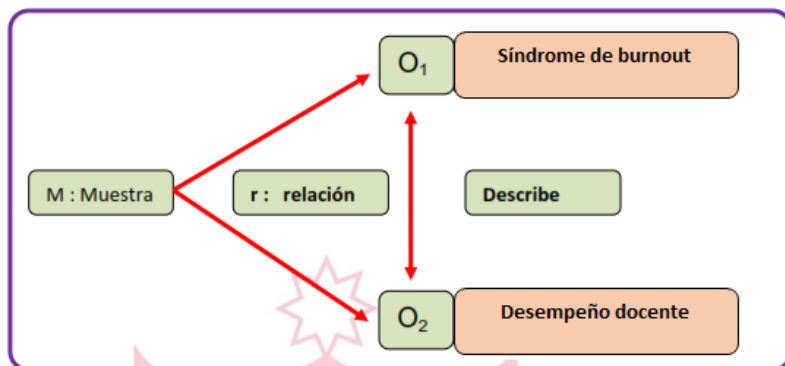 O₁
Síndrome de burnout
M : Muestra
r : relación
Describe
O₂
Desempeño docente